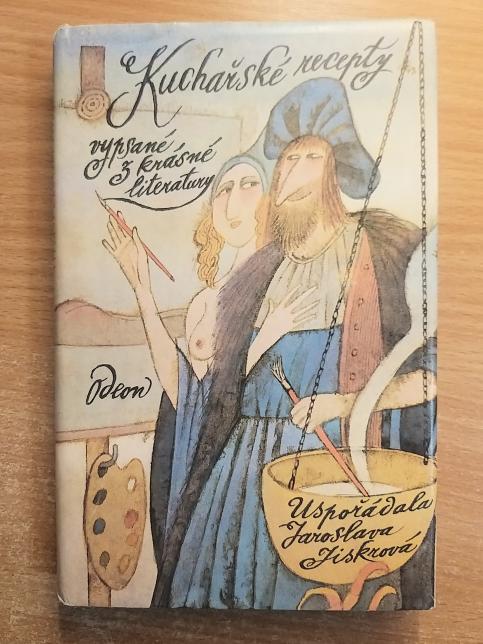 Kuchařské recepty
vypsané
z krásné
literatury
Odeon
Uspořádala
Jaroslava
Jiskrová